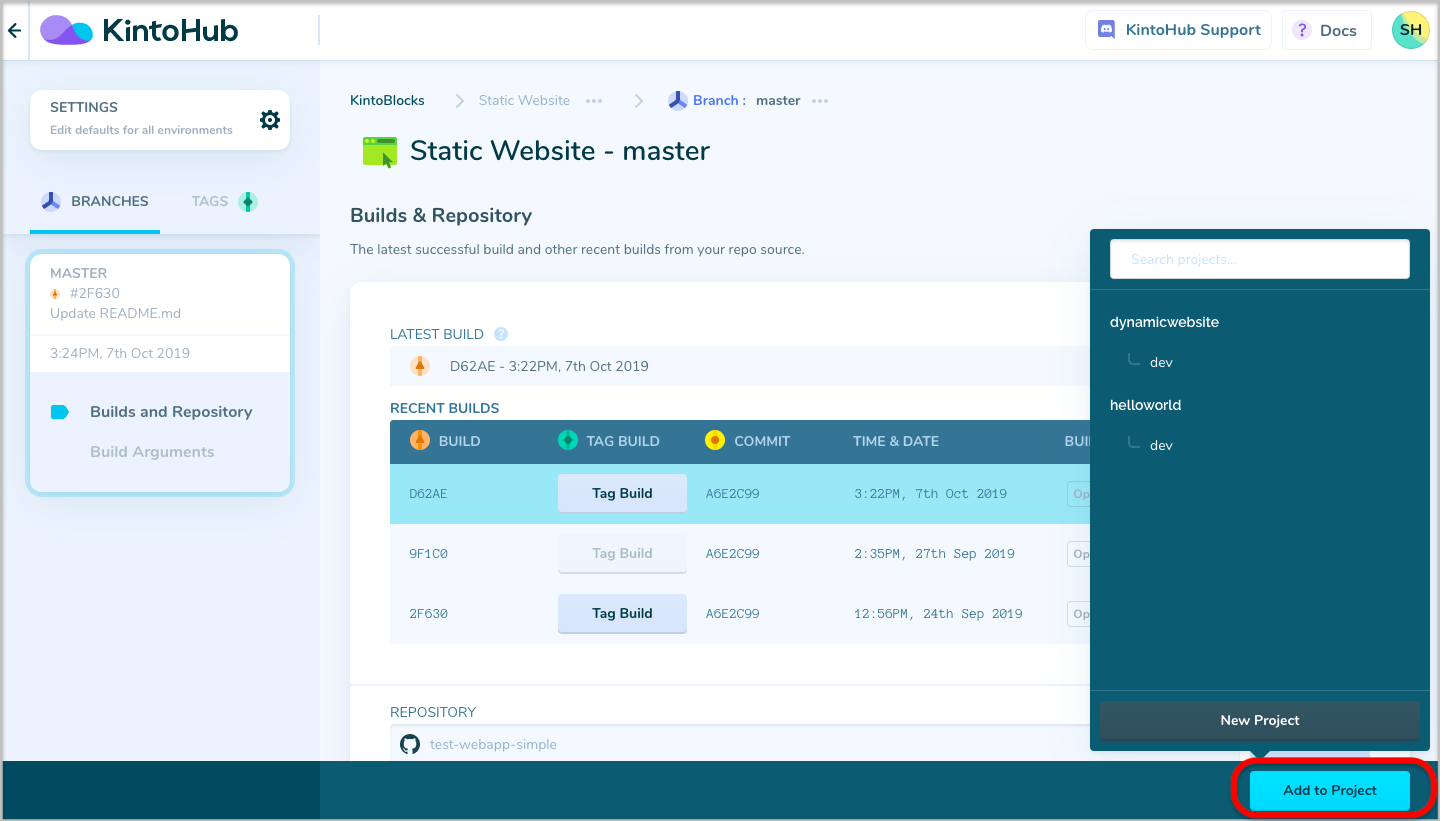 KintoHub
KintoHub Support
? Docs
SH
SETTINGS
Edit defaults for all environments
BRANCHES
TAGS
MASTER
#2F630
Update README.md
3:24PM, 7th Oct 2019
Builds and Repository
Build Arguments
KintoBlocks
Static Website
Branch :
master
Static Website - master
Builds & Repository
The latest successful build and other recent builds from your repo source.
LATEST BUILD ?
D62AE - 3:22PM, 7th Oct 2019
RECENT BUILDS
BUILD TAG BUILD COMMIT TIME & DATE BUI
D62AE Tag Build A6E2C99 3:22PM, 7th Oct 2019 Op
9F1C0 Tag Build A6E2C99 2:35PM, 27th Sep 2019 Op
2F630 Tag Build A6E2C99 12:56PM, 24th Sep 2019 Op
REPOSITORY
test-webapp-simple
Search projects...
dynamicwebsite
dev
helloworld
dev
New Project
Add to Project